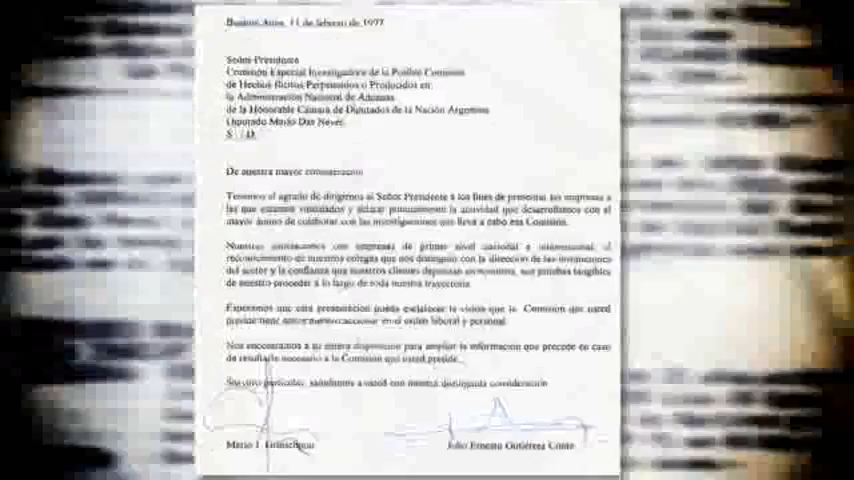 Buenos Aires, 11 de febrero de 1997
Señor Presidente
Comisión Especial Investigadora de la Posible Comisión
de Hechos Ilícitos Perpetrados o Producidos en
la Administración Nacional de Aduanas
de la Honorable Cámara de Diputados de la Nación Argentina
Diputado Mario Das Neves
S / D
De nuestra mayor consideración
Tenemos el agrado de dirigirnos al Señor Presidente a los fines de presentar las empresas a
las que estamos vinculados y aclarar puntualmente la actividad que desarrollamos con el
mayor ánimo de colaborar con las investigaciones que lleva a cabo esa Comisión.
Nuestras vinculaciones con empresas de primer nivel nacional e internacional, el
reconocimiento de nuestros colegas que nos distinguió con la dirección de las instituciones
del sector y la confianza que nuestros clientes depositan en nosotros, son pruebas tangibles
de nuestro proceder a lo largo de toda nuestra trayectoria.
Esperamos que esta presentación pueda esclarecer la visión que la Comisión que usted
preside tiene sobre nuestro accionar en el orden laboral y personal.
Nos encontramos a su entera disposición para ampliar la información que precede en caso
de resultarle necesario a la Comisión que usted preside.
Sin otro particular, saludamos a usted con nuestra distinguida consideración
Mario J.
Julio Ernesto Gutiérrez Conte